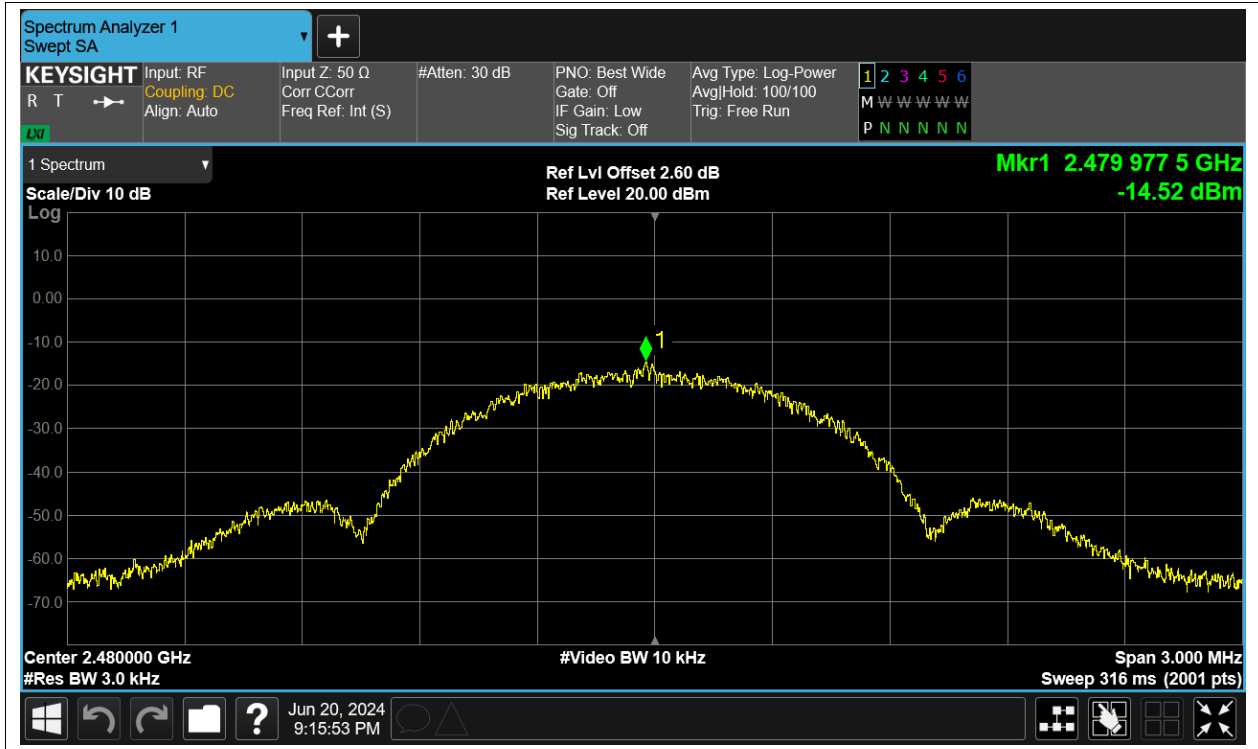 Spectrum Analyzer 1
Swept SA
+
KEYSIGHT
R T
LXI
Input: RF
Coupling: DC
Align: Auto
Input Z: 50 Ω
Corr CCorr
Freq Ref: Int (S)
#Atten: 30 dB
PNO: Best Wide
Gate: Off
IF Gain: Low
Sig Track: Off
Avg Type: Log-Power
Avg|Hold: 100/100
Trig: Free Run
1 2 3 4 5 6
M W W W W W
P N N N N N
1 Spectrum
Scale/Div 10 dB
Log
Ref Lvl Offset 2.60 dB
Ref Level 20.00 dBm
Mkr1 2.479 977 5 GHz
-14.52 dBm
10.0
0.00
-10.0
-20.0
-30.0
-40.0
-50.0
-60.0
-70.0
1
Center 2.480000 GHz
#Res BW 3.0 kHz
#Video BW 10 kHz
Span 3.000 MHz
Sweep 316 ms (2001 pts)
?
Jun 20, 2024
9:15:53 PM